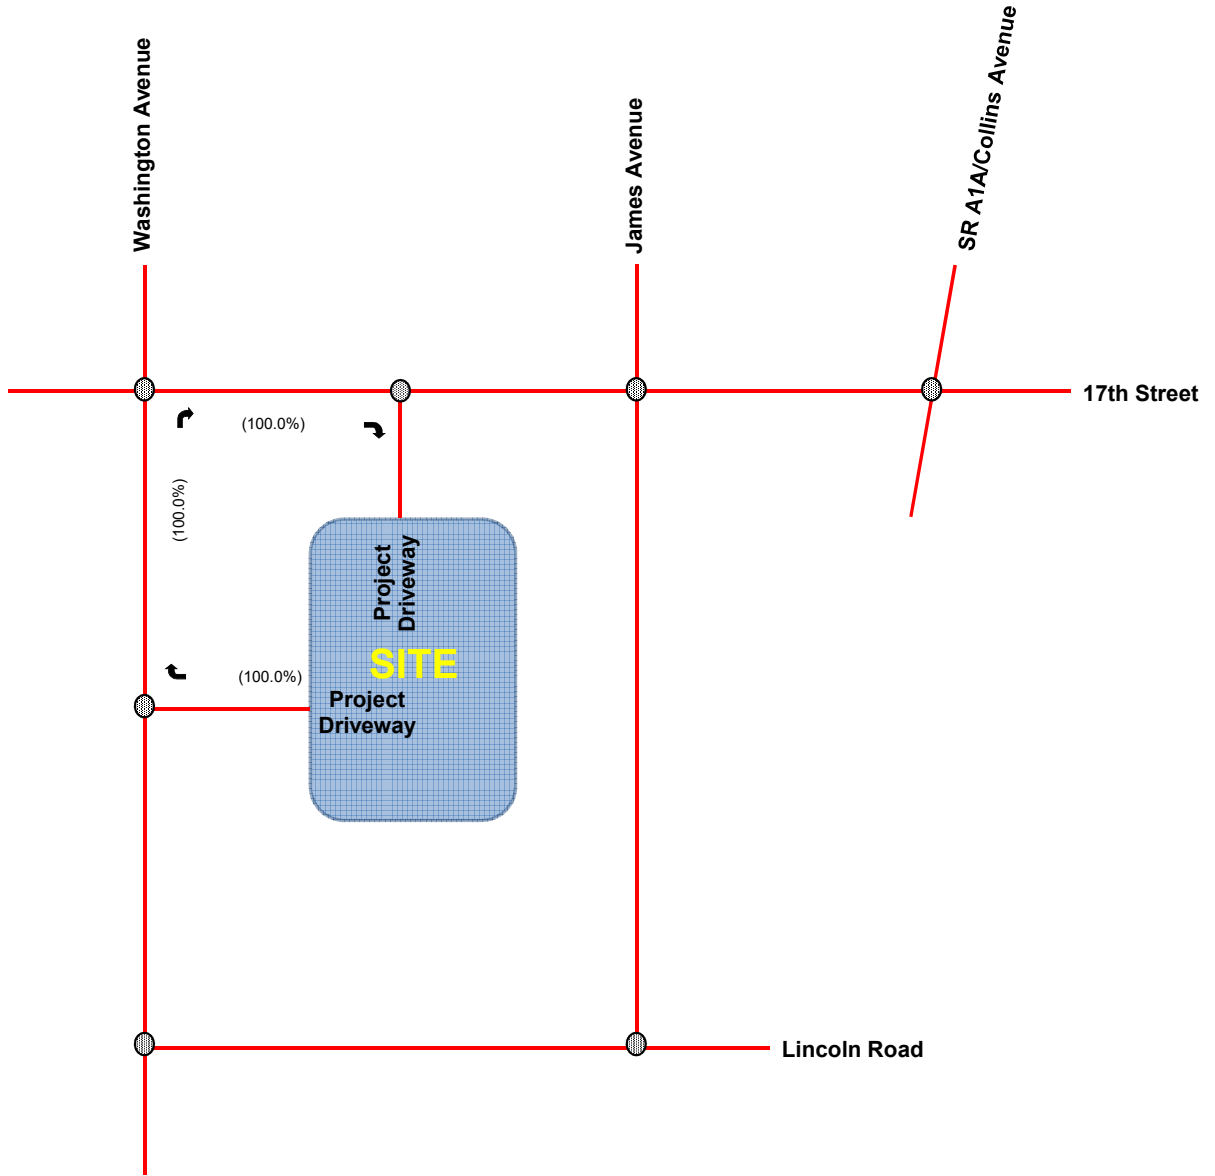 Washington Avenue
James Avenue
SR A1A/Collins Avenue
17th Street
(100.0%)
(100.0%)
Project
Driveway
SITE
(100.0%)
Project
Driveway
Lincoln Road